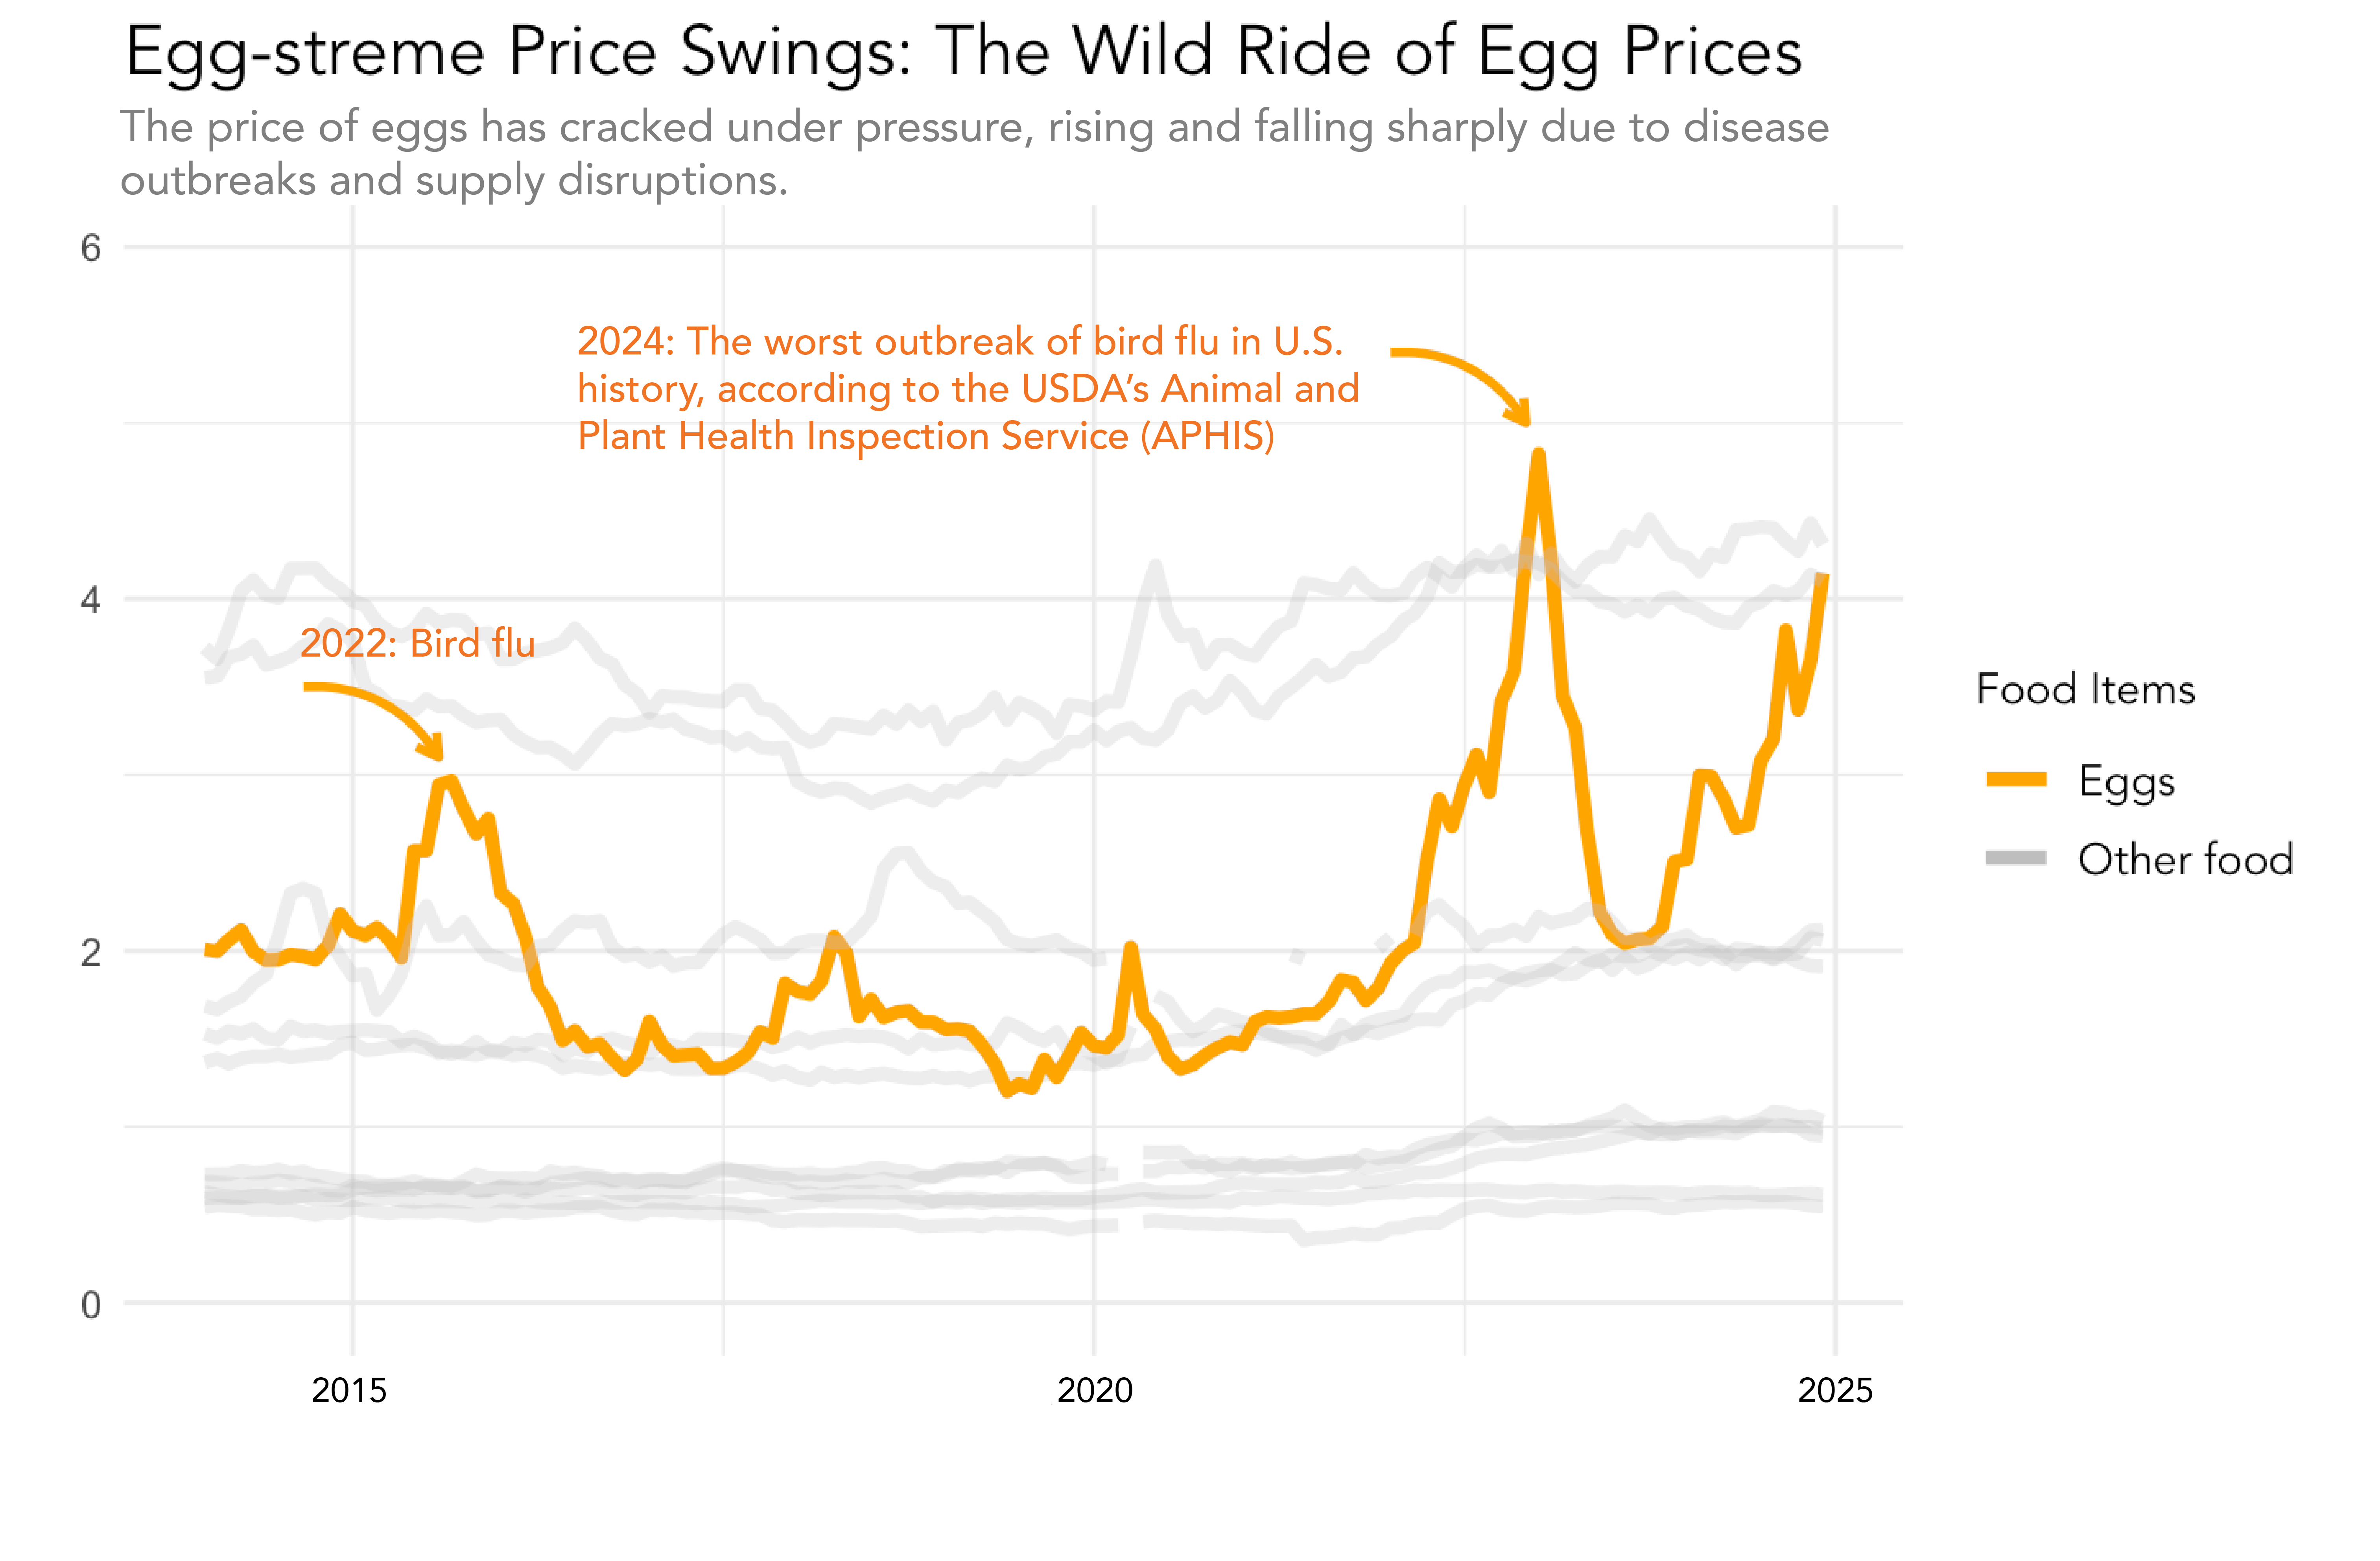 Egg-streme Price Swings: The Wild Ride of Egg Prices
The price of eggs has cracked under pressure, rising and falling sharply due to disease
outbreaks and supply disruptions.
6
2024: The worst outbreak of bird flu in U.S.
history, according to the USDA's Animal and
Plant Health Inspection Service (APHIS)
4
2022: Bird flu
Food Items
Eggs
Other food
2
0
2015
2020
2025